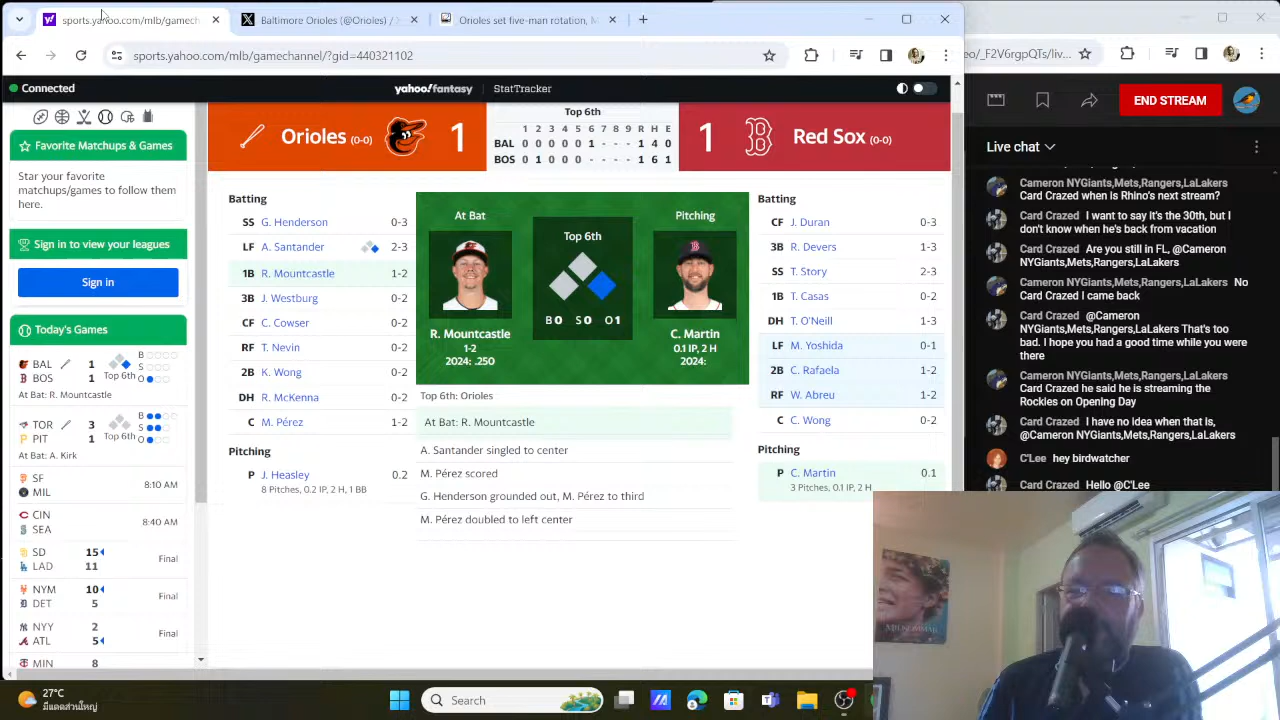 sports.yahoo.com/mlb/gamech
Baltimore Orioles (@Orioles) /
Orioles set five-man rotation, M
sports.yahoo.com/mlb/gamechannel/?gid=440321102
eo/_F2V6rgpQTs/liv
Connected
yahoo!fantasy
StatTracker
Favorite Matchups & Games
Star your favorite
matchups/games to follow them
here.
Sign in to view your leagues
Sign in
Today's Games
BAL 1
BOS 1
Top 6th
B
S
O
At Bat: R. Mountcastle
TOR 3
PIT 1
Top 6th
B
S
O
At Bat: A. Kirk
SF
MIL
8:10 AM
CIN
SEA
8:40 AM
SD 15
LAD 11
Final
NYM 10
DET 5
Final
NYY 2
ATL 5
Final
MIN 8
Orioles (0-0) 1
Top 6th
1 2 3 4 5 6 7 8 9 R H E
BAL 0 0 0 0 0 1 - - - 1 4 0
BOS 0 1 0 0 0 - - - - 1 6 1
1 Red Sox (0-0)
Batting
SS G. Henderson 0-3
LF A. Santander 2-3
1B R. Mountcastle 1-2
3B J. Westburg 0-2
CF C. Cowser 0-2
RF T. Nevin 0-2
2B K. Wong 0-2
DH R. McKenna 0-2
C M. Pérez 1-2
Pitching
P J. Heasley 0.2
8 Pitches, 0.2 IP, 2 H, 1 BB
At Bat
R. Mountcastle
1-2
2024: .250
Top 6th
B 0 S 0 O 1
Pitching
C. Martin
0.1 IP, 2 H
2024:
Top 6th: Orioles
At Bat: R. Mountcastle
A. Santander singled to center
M. Pérez scored
G. Henderson grounded out, M. Pérez to third
M. Pérez doubled to left center
Batting
CF J. Duran 0-3
3B R. Devers 1-3
SS T. Story 2-3
1B T. Casas 0-2
DH T. O'Neill 1-3
LF M. Yoshida 0-1
2B C. Rafaela 1-2
RF W. Abreu 1-2
C C. Wong 0-2
Pitching
P C. Martin 0.1
3 Pitches, 0.1 IP, 2 H
END STREAM
Live chat
Cameron NYGiants,Mets,Rangers,LaLakers
Card Crazed when is Rhino's next stream?
Card Crazed I want to say it's the 30th, but I
don't know when he's back from vacation
Card Crazed Are you still in FL, @Cameron
NYGiants,Mets,Rangers,LaLakers
Cameron NYGiants,Mets,Rangers,LaLakers No
Card Crazed I came back
Card Crazed @Cameron
NYGiants,Mets,Rangers,LaLakers That's too
bad. I hope you had a good time while you were
there
Cameron NYGiants,Mets,Rangers,LaLakers
Card Crazed he said he is streaming the
Rockies on Opening Day
Card Crazed I have no idea when that is,
@Cameron NYGiants,Mets,Rangers,LaLakers
C'Lee hey birdwatcher
Card Crazed Hello @C'Lee
MIDSOMMAR
27°C
มีแดดส่วนใหญ่
Search